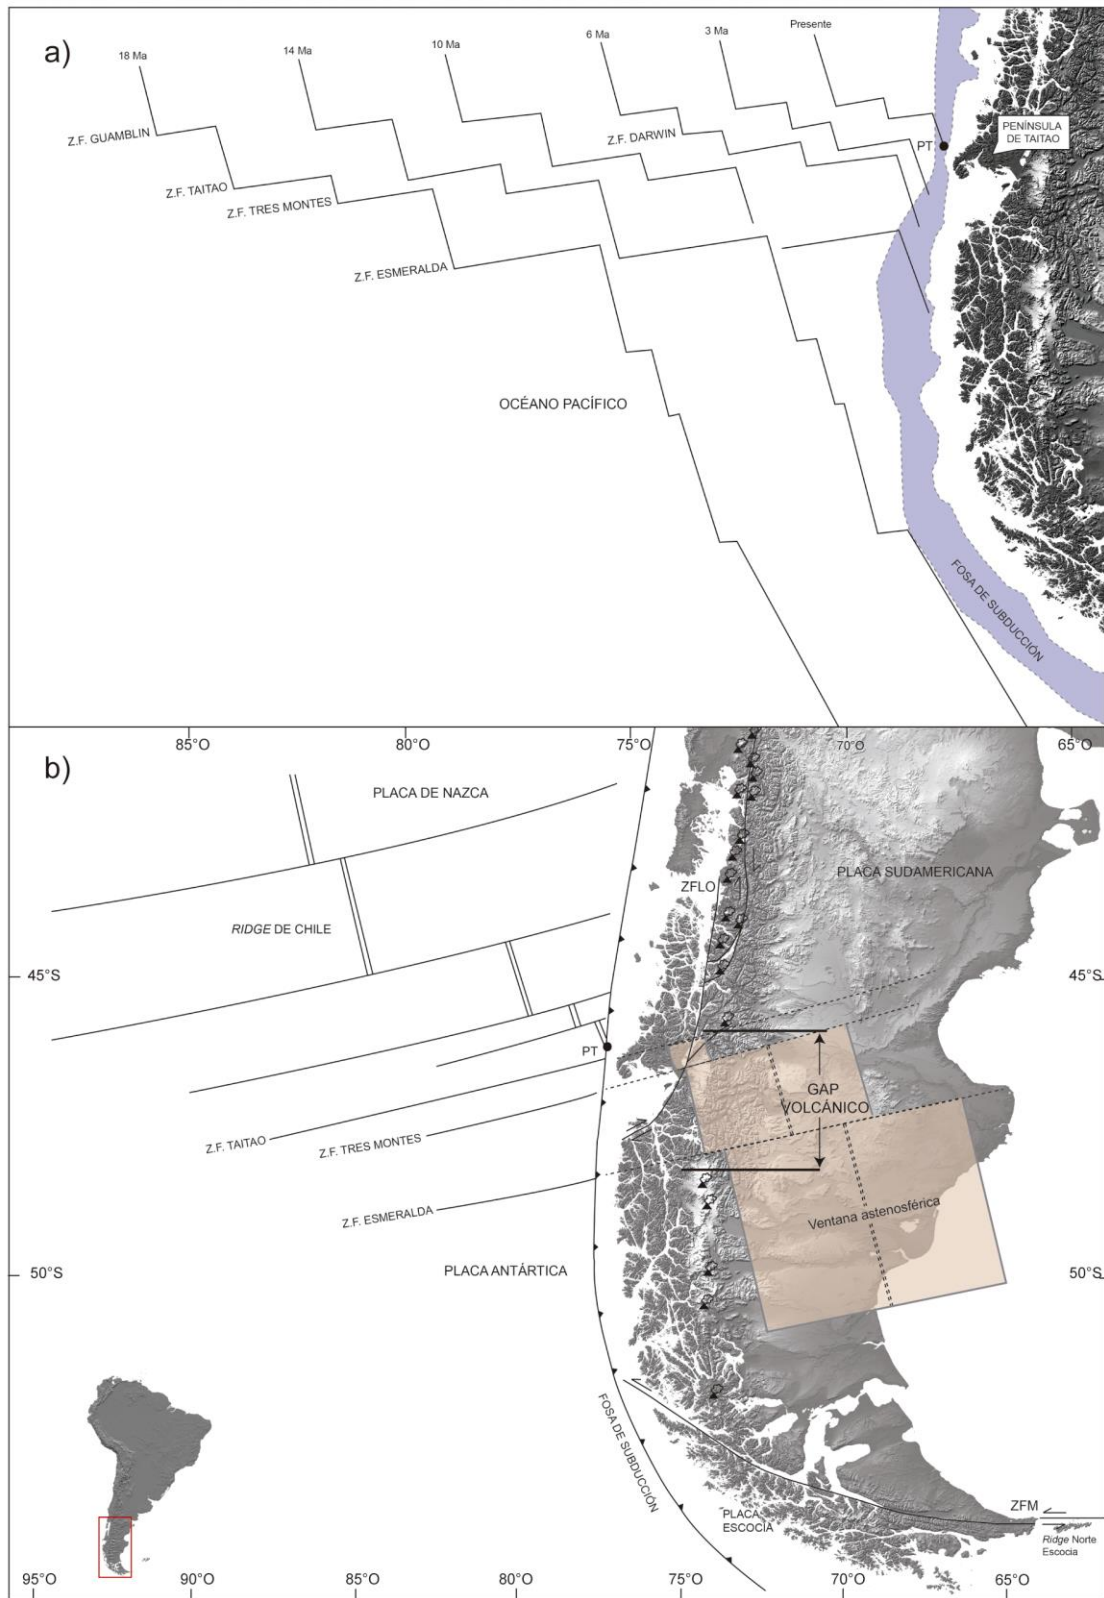 a)
18 Ma
14 Ma
10 Ma
6 Ma
3 Ma
Presente
Z.F. GUAMBLIN
Z.F. DARWIN
PT
PENÍNSULA
DE TAITAO
Z.F. TAITAO
Z.F. TRES MONTES
Z.F. ESMERALDA
OCÉANO PACÍFICO
FOSA DE SUBDUCCIÓN
85°O
80°O
75°O
70°O
65°O
b)
PLACA DE NAZCA
ZFLO
PLACA SUDAMERICANA
RIDGE DE CHILE
45°S
45°S
PT
GAP
VOLCÁNICO
Z.F. TAITAO
Z.F. TRES MONTES
Z.F. ESMERALDA
Ventana astenosférica
50°S
PLACA ANTÁRTICA
50°S
FOSA DE SUBDUCCIÓN
PLACA
ESCOCIA
ZFM
Ridge Norte
Escocia
95°O
90°O
85°O
80°O
75°O
70°O
65°O